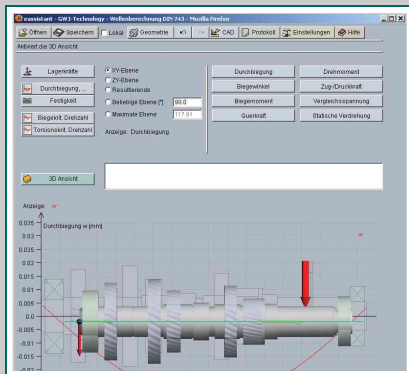 eassistant - GWJ-Technology - Wellenberechnung DIN 743 - Mozilla Firefox
Öffnen Speichern Lokal Geometrie CAD Protokoll Einstellungen Hilfe
Aktiviert die 3D Ansicht
Lagerkräfte
Durchbiegung, ...
Festigkeit
Biegekrit. Drehzahl
Torsionskrit. Drehzahl
XY-Ebene
ZY-Ebene
Resultierende
Beliebige Ebene [°] 90.0
Maximale Ebene 117.91
Anzeige: Durchbiegung
Durchbiegung Drehmoment
Biegewinkel Zug-/Druckkraft
Biegemoment Vergleichsspannung
Querkraft Statische Verdrehung
3D Ansicht
Anzeige: w
Durchbiegung w [mm]
w
0.035
0.03
0.025
0.02
0.015
0.01
0.005
0.0
-0.005
-0.01
-0.015
-0.02